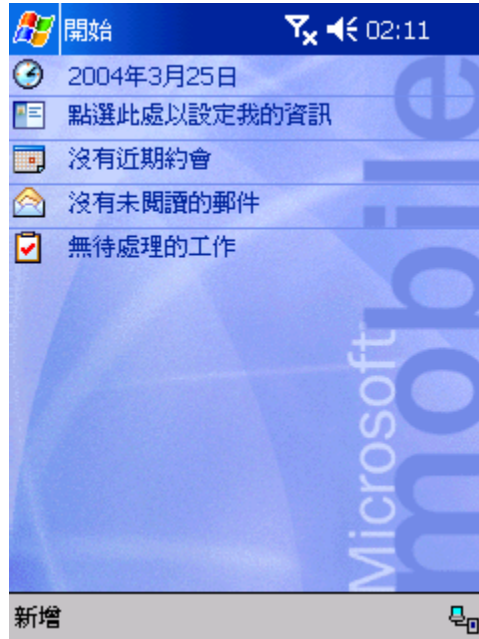 開始 02:11
2004年3月25日
點選此處以設定我的資訊
沒有近期約會
沒有未閱讀的郵件
無待處理的工作
Microsoft
mobile
新增